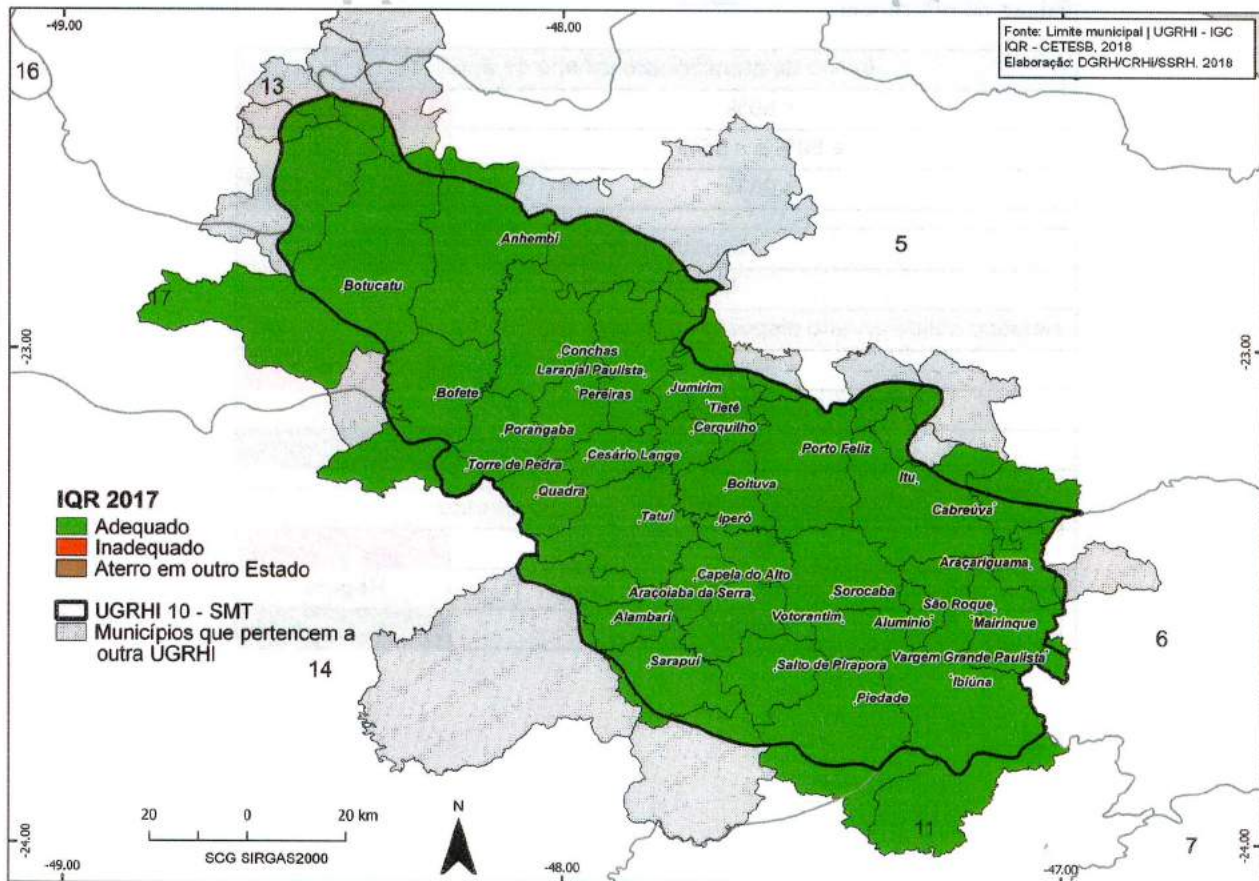 -49.00
-48.00
-47.00
Fonte: Limite municipal | UGRHI - IGC
IQR - CETESB, 2018
Elaboração: DGRH/CRHI/SSRH, 2018
16
13
5
Anhembi
Botucatu
17
-23.00
-23.00
Conchas
Laranjal Paulista
Jumirim
Bofete
Pereiras
Tietê
Cerquilho
Porangaba
Porto Feliz
Cesário Lange
Torre de Pedra
Itu
Boituva
Quadra
Cabreúva
Tatuí
Iperó
IQR 2017
Adequado
Inadequado
Aterro em outro Estado
UGRHI 10 - SMT
Municípios que pertencem a
outra UGRHI
Araçariguama
Capela do Alto
Araçoiaba da Serra
Sorocaba
São Roque
Alambari
Votorantim
Alumínio
Mairinque
6
14
Sarapuí
Salto de Pirapora
Vargem Grande Paulista
Ibiúna
Piedade
20 0 20 km
N
11
7
SCG SIRGAS2000
-24.00
-24.00
-49.00
-48.00
-47.00